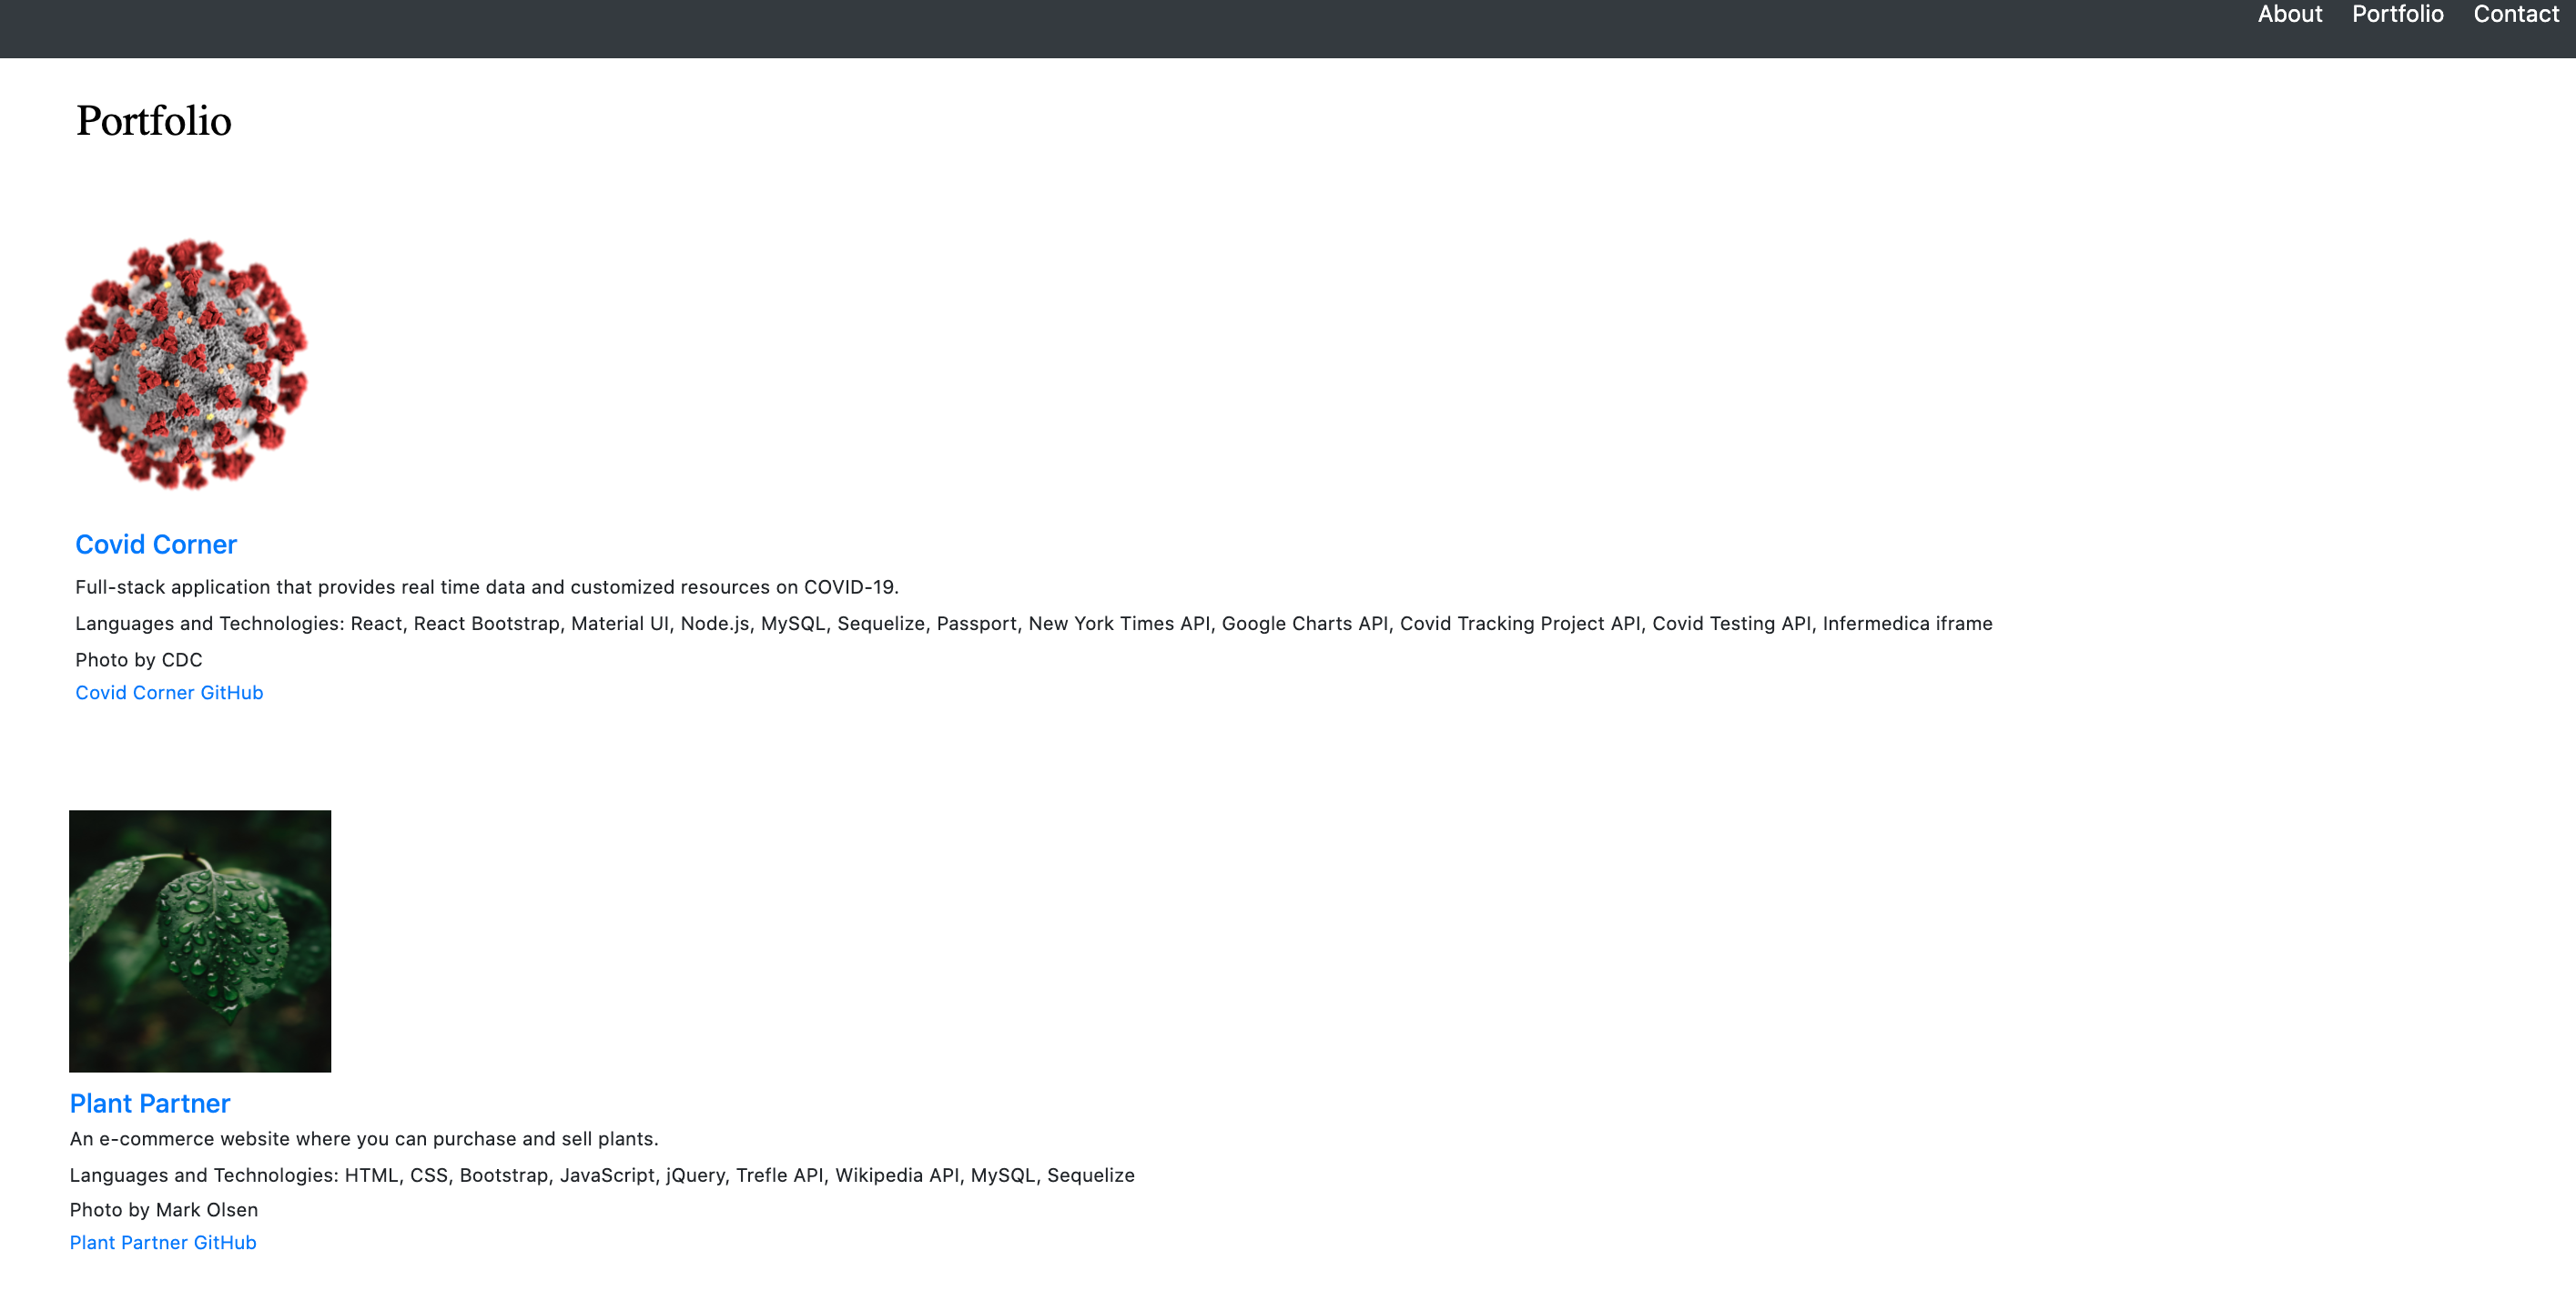 About Portfolio Contact
Portfolio
Covid Corner
Full-stack application that provides real time data and customized resources on COVID-19.
Languages and Technologies: React, React Bootstrap, Material UI, Node.js, MySQL, Sequelize, Passport, New York Times API, Google Charts API, Covid Tracking Project API, Covid Testing API, Infermedica iframe
Photo by CDC
Covid Corner GitHub
Plant Partner
An e-commerce website where you can purchase and sell plants.
Languages and Technologies: HTML, CSS, Bootstrap, JavaScript, jQuery, Trefle API, Wikipedia API, MySQL, Sequelize
Photo by Mark Olsen
Plant Partner GitHub